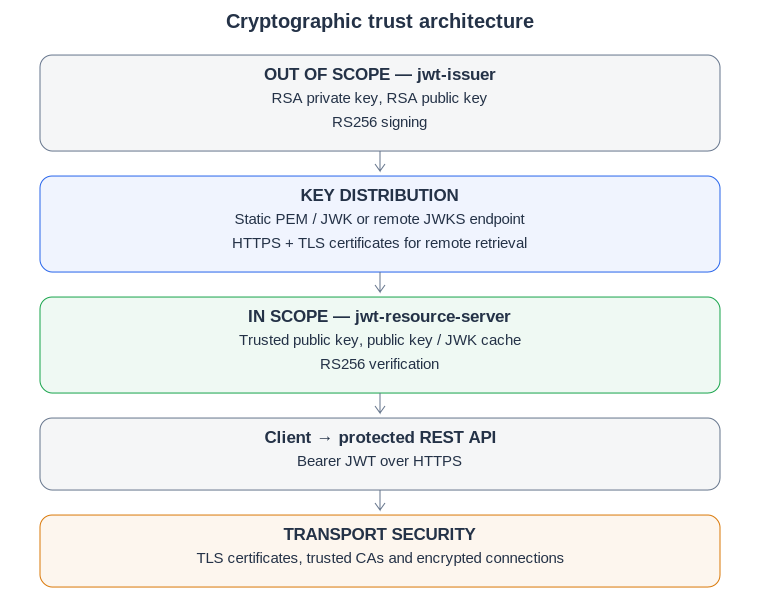 Cryptographic trust architecture
OUT OF SCOPE — jwt-issuer
RSA private key, RSA public key
RS256 signing
KEY DISTRIBUTION
Static PEM / JWK or remote JWKS endpoint
HTTPS + TLS certificates for remote retrieval
IN SCOPE — jwt-resource-server
Trusted public key, public key / JWK cache
RS256 verification
Client → protected REST API
Bearer JWT over HTTPS
TRANSPORT SECURITY
TLS certificates, trusted CAs and encrypted connections